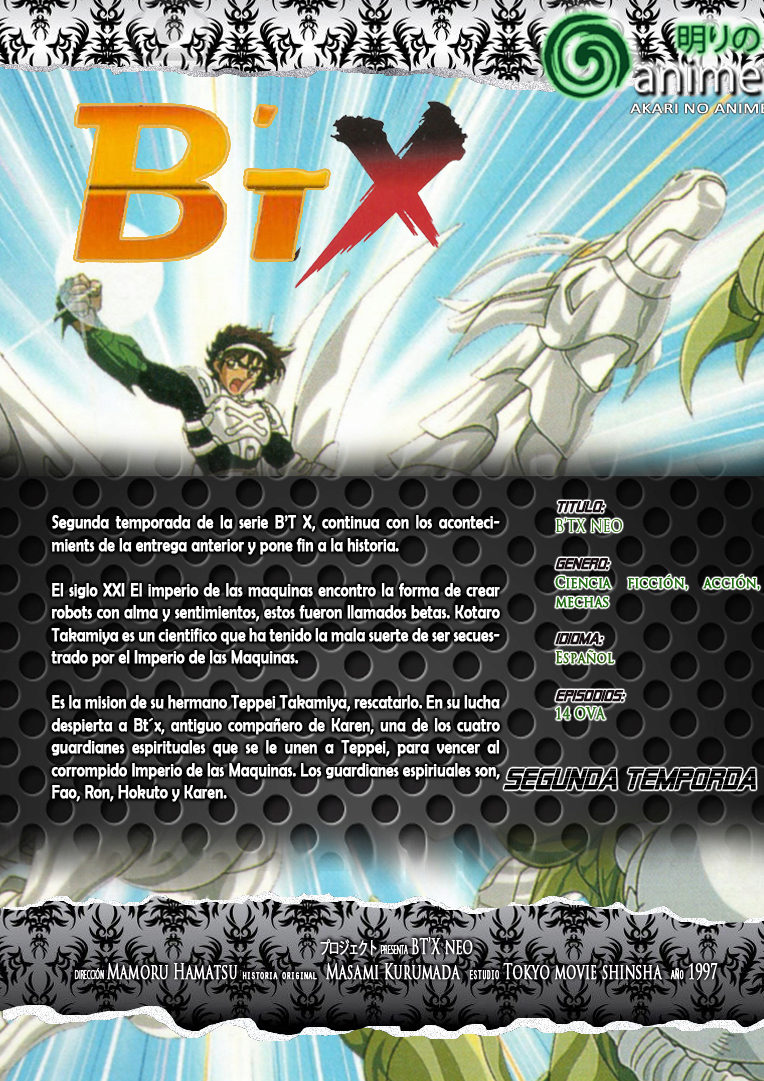 明りの
anime
AKARI NO ANIME
B't X
Segunda temporada de la serie B'T X, continua con los aconteci-
mients de la entrega anterior y pone fin a la historia.
El siglo XXI El imperio de las maquinas encontro la forma de crear
robots con alma y sentimientos, estos fueron llamados betas. Kotaro
Takamiya es un cientifico que ha tenido la mala suerte de ser secues-
trado por el Imperio de las Maquinas.
Es la mision de su hermano Teppei Takamiya, rescatarlo. En su lucha
despierta a Bt´x, antiguo compañero de Karen, una de los cuatro
guardianes espirituales que se le unen a Teppei, para vencer al
corrompido Imperio de las Maquinas. Los guardianes espiriuales son,
Fao, Ron, Hokuto y Karen.
TITULO:
B'TX NEO
GENERO:
CIENCIA FICCIÓN, ACCIÓN,
MECHAS
IDIOMA:
ESPAÑOL
EPISODIOS:
14 OVA
SEGUNDA TEMPORDA
プロジェクト PRESENTA BT'X NEO
DIRECCIÓN MAMORU HAMATSU HISTORIA ORIGINAL MASAMI KURUMADA ESTUDIO TOKYO MOVIE SHINSHA AÑO 1997